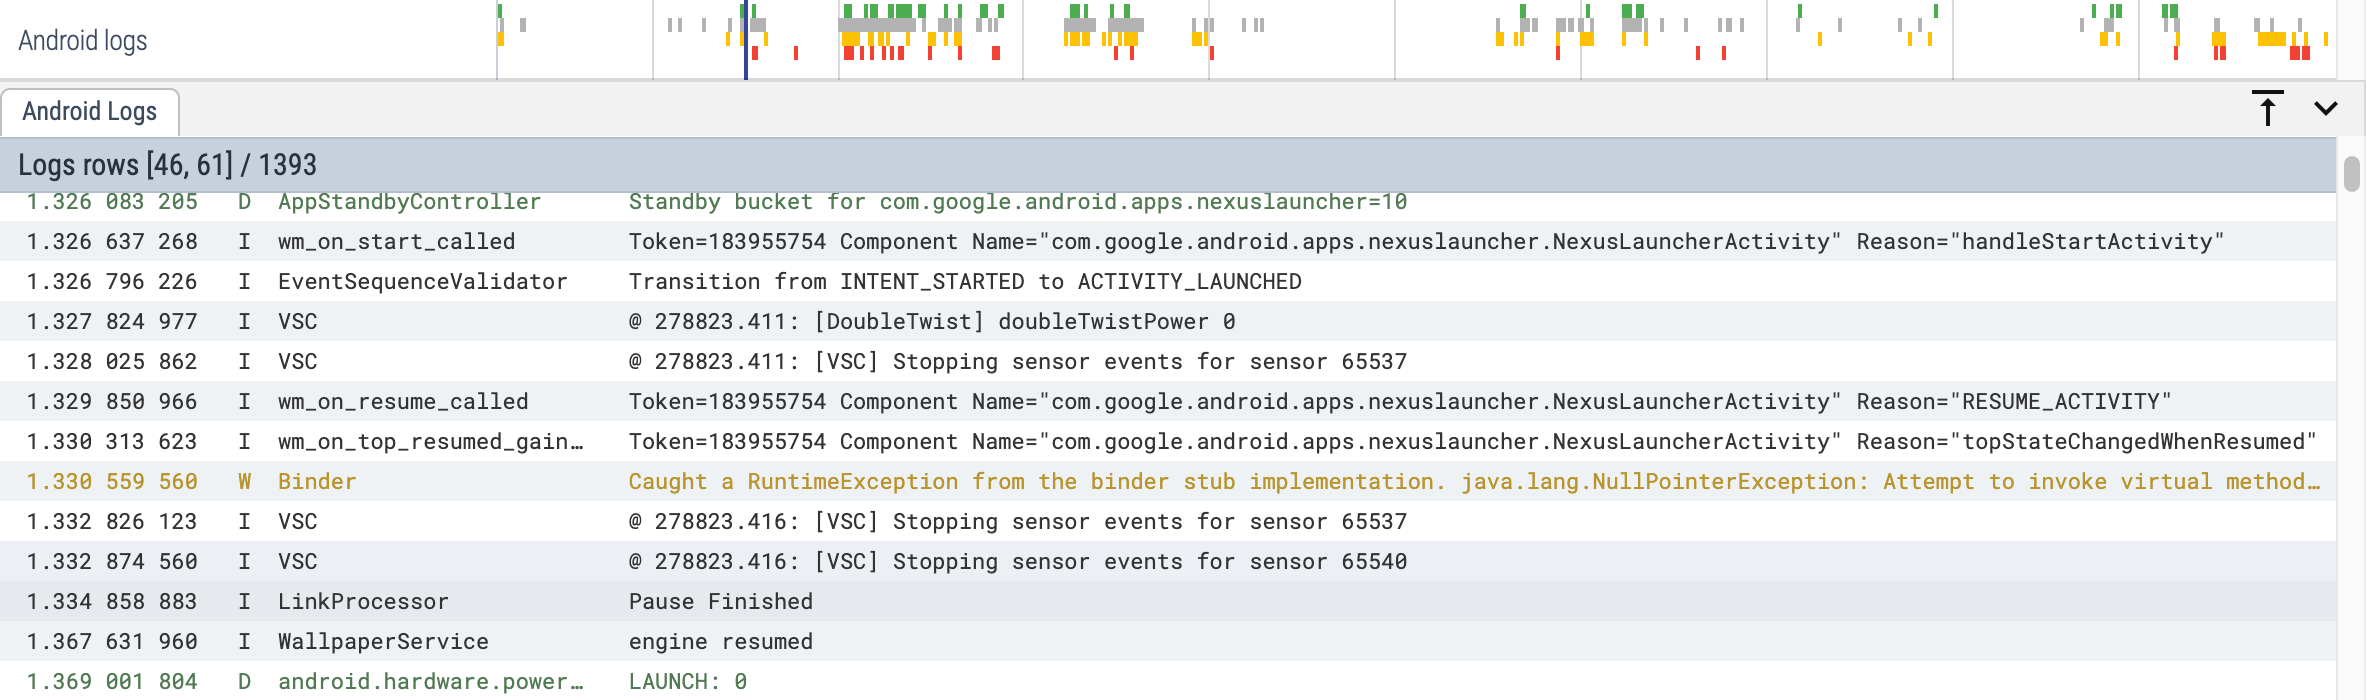 Android logs
Android Logs
Logs rows [46, 61] / 1393
1.326 083 205 D AppStandbyController Standby bucket for com.google.android.apps.nexuslauncher=10
1.326 637 268 I wm_on_start_called Token=183955754 Component Name="com.google.android.apps.nexuslauncher.NexusLauncherActivity" Reason="handleStartActivity"
1.326 796 226 I EventSequenceValidator Transition from INTENT_STARTED to ACTIVITY_LAUNCHED
1.327 824 977 I VSC @ 278823.411: [DoubleTwist] doubleTwistPower 0
1.328 025 862 I VSC @ 278823.411: [VSC] Stopping sensor events for sensor 65537
1.329 850 966 I wm_on_resume_called Token=183955754 Component Name="com.google.android.apps.nexuslauncher.NexusLauncherActivity" Reason="RESUME_ACTIVITY"
1.330 313 623 I wm_on_top_resumed_gain… Token=183955754 Component Name="com.google.android.apps.nexuslauncher.NexusLauncherActivity" Reason="topStateChangedWhenResumed"
1.330 559 560 W Binder Caught a RuntimeException from the binder stub implementation. java.lang.NullPointerException: Attempt to invoke virtual method…
1.332 826 123 I VSC @ 278823.416: [VSC] Stopping sensor events for sensor 65537
1.332 874 560 I VSC @ 278823.416: [VSC] Stopping sensor events for sensor 65540
1.334 858 883 I LinkProcessor Pause Finished
1.367 631 960 I WallpaperService engine resumed
1.369 001 804 D android.hardware.power… LAUNCH: 0